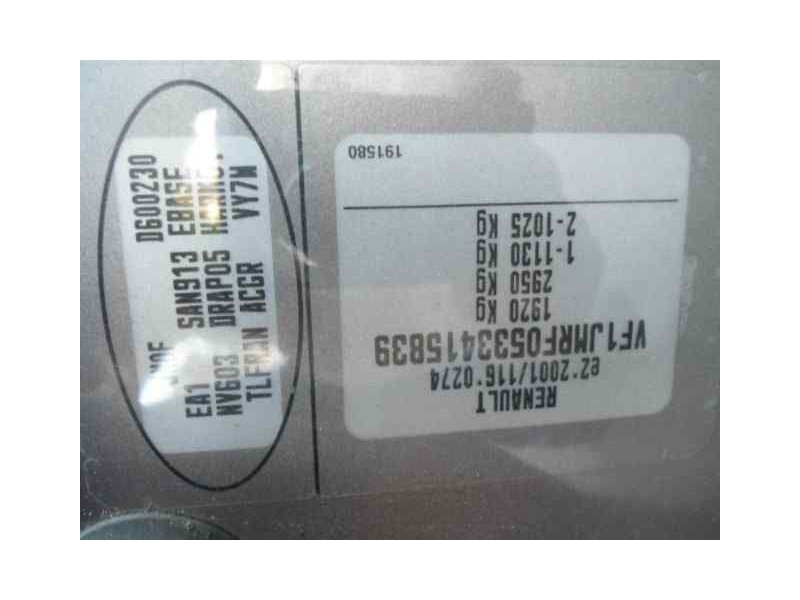 RENAULT
e2*2001/116*0274
VF1JMRF0533415839
1920 Kg
2950 Kg
1-1130 Kg
2-1025 Kg
191580
D600230
EA1 SAN913 EBASE
NV603 DRAP05
TLFRAN ACGR VY7W